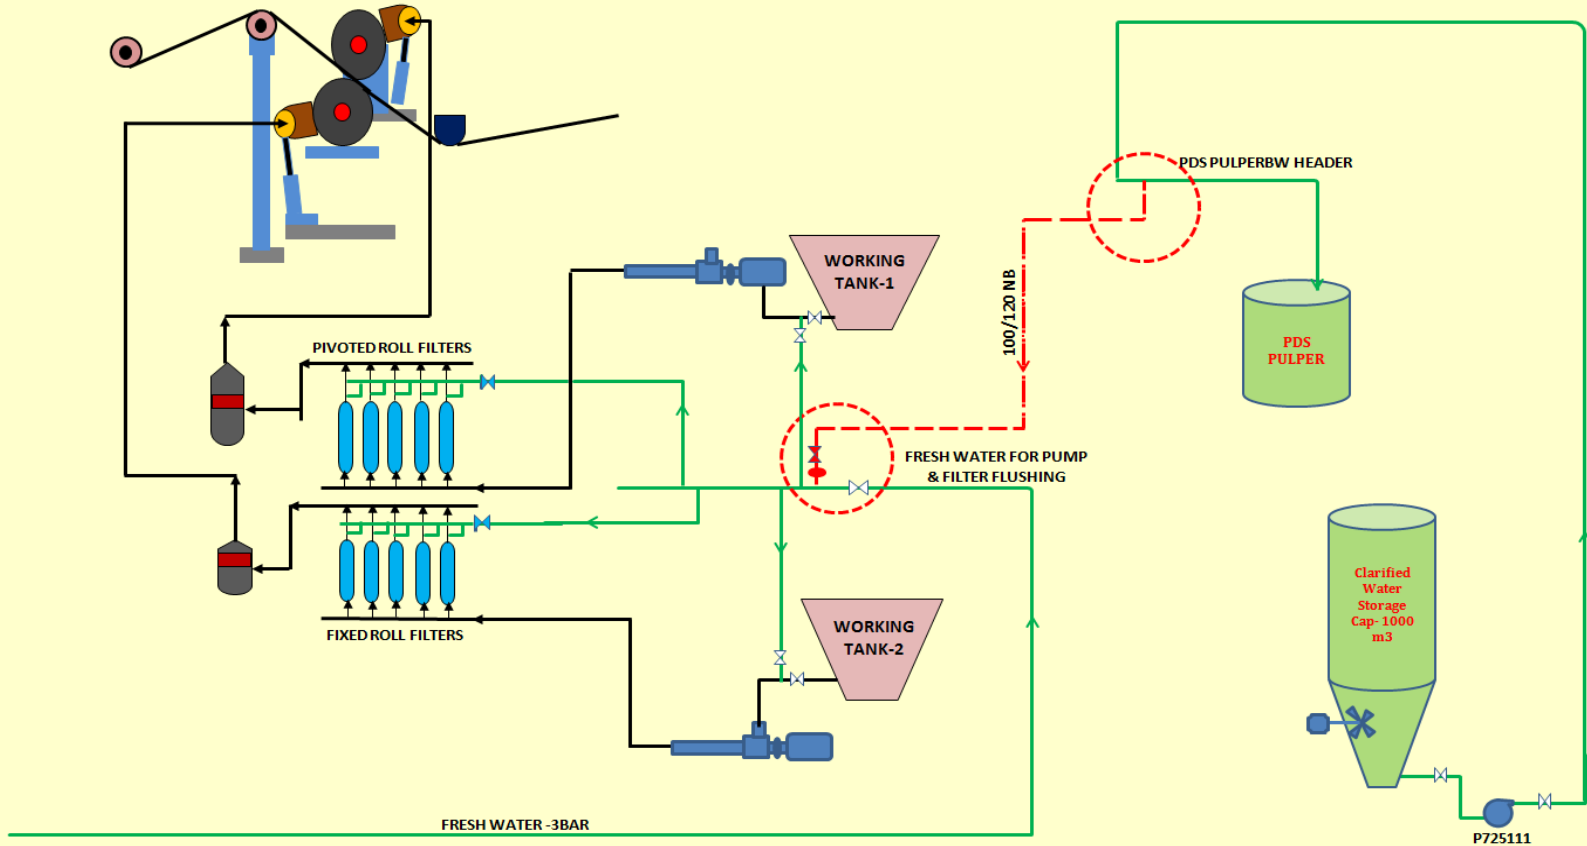 PDS PULPERBW HEADER
WORKING
TANK-1
100/120 NB
PIVOTED ROLL FILTERS
PDS
PULPER
FRESH WATER FOR PUMP
& FILTER FLUSHING
Clarified
Water
Storage
Cap- 1000
m3
WORKING
TANK-2
FIXED ROLL FILTERS
FRESH WATER -3BAR
P725111